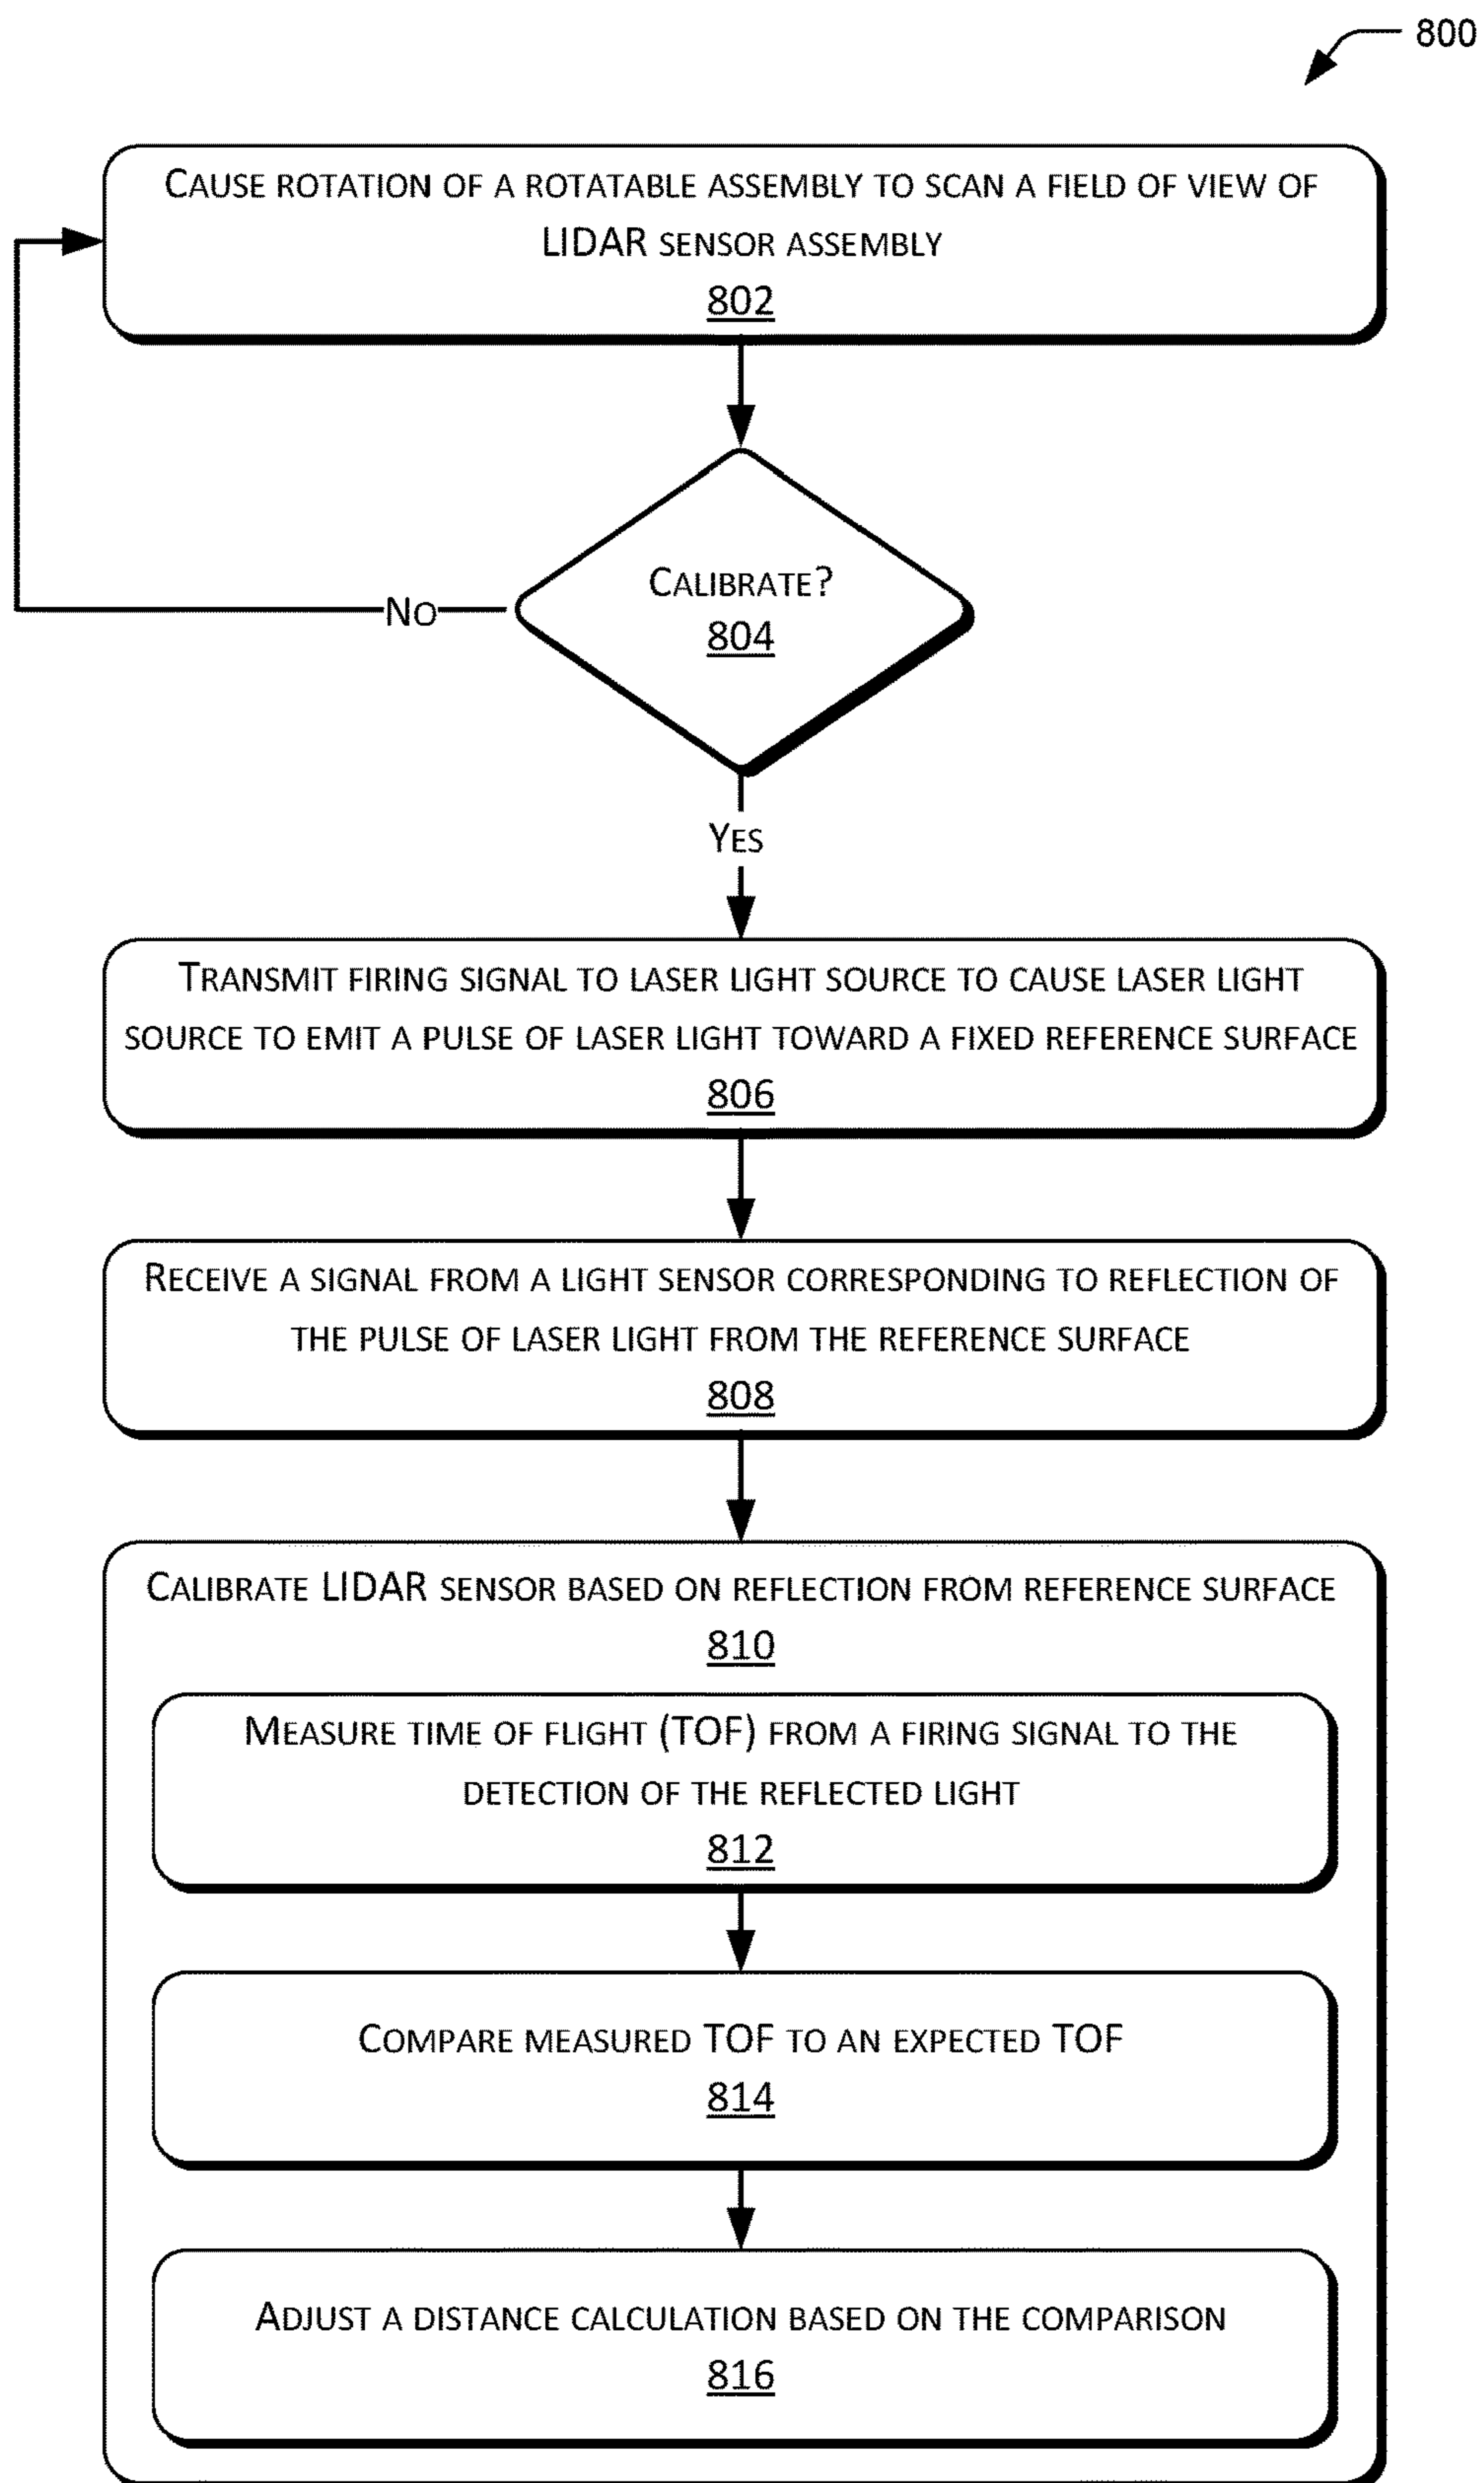 800
CAUSE ROTATION OF A ROTATABLE ASSEMBLY TO SCAN A FIELD OF VIEW OF
LIDAR SENSOR ASSEMBLY
802
CALIBRATE?
804
NO
YES
TRANSMIT FIRING SIGNAL TO LASER LIGHT SOURCE TO CAUSE LASER LIGHT
SOURCE TO EMIT A PULSE OF LASER LIGHT TOWARD A FIXED REFERENCE SURFACE
806
RECEIVE A SIGNAL FROM A LIGHT SENSOR CORRESPONDING TO REFLECTION OF
THE PULSE OF LASER LIGHT FROM THE REFERENCE SURFACE
808
CALIBRATE LIDAR SENSOR BASED ON REFLECTION FROM REFERENCE SURFACE
810
MEASURE TIME OF FLIGHT (TOF) FROM A FIRING SIGNAL TO THE
DETECTION OF THE REFLECTED LIGHT
812
COMPARE MEASURED TOF TO AN EXPECTED TOF
814
ADJUST A DISTANCE CALCULATION BASED ON THE COMPARISON
816